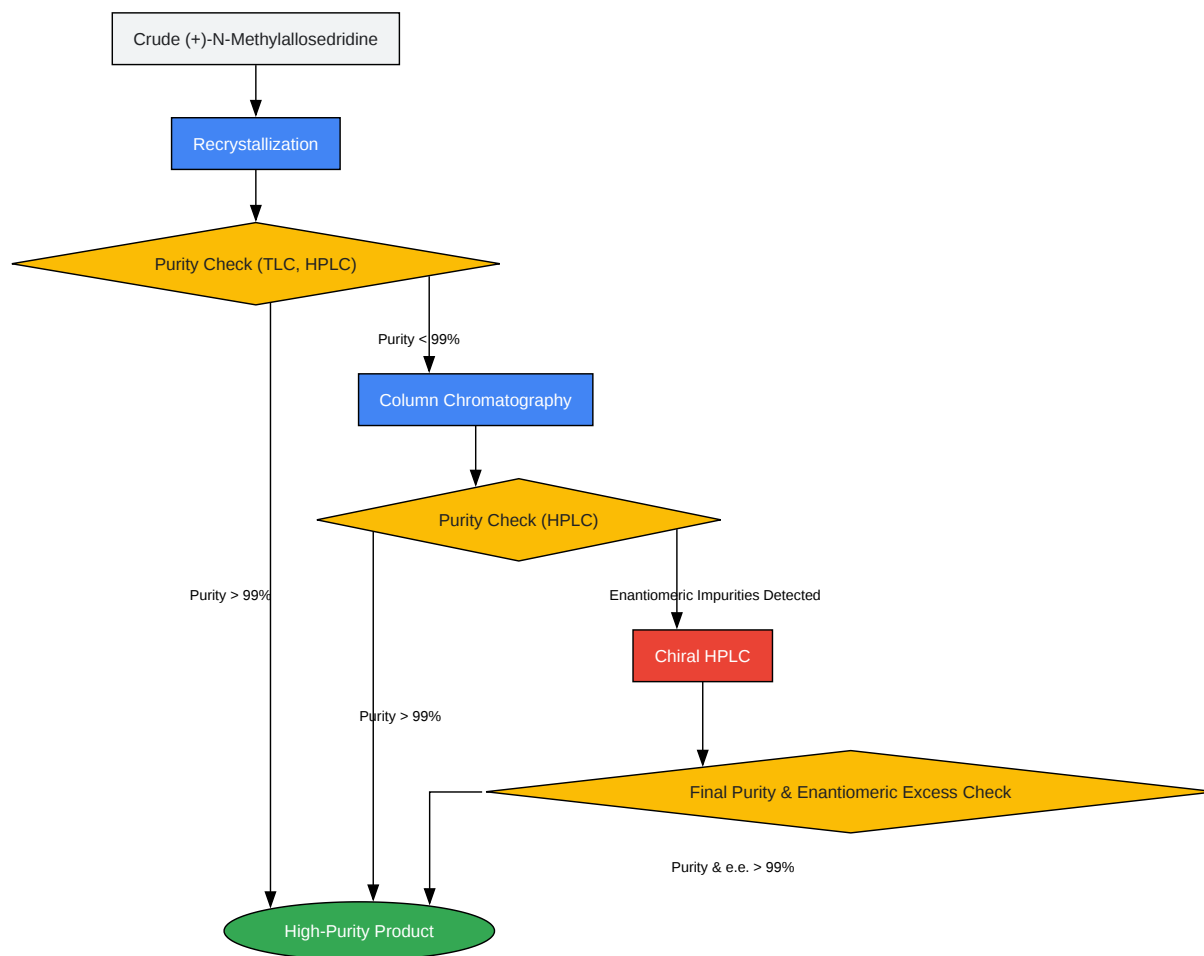 Crude (+)-N-Methylallosedridine
Recrystallization
Purity Check (TLC, HPLC)
Purity < 99%
Column Chromatography
Purity Check (HPLC)
Purity > 99%
Enantiomeric Impurities Detected
Chiral HPLC
Purity > 99%
Final Purity & Enantiomeric Excess Check
Purity & e.e. > 99%
High-Purity Product